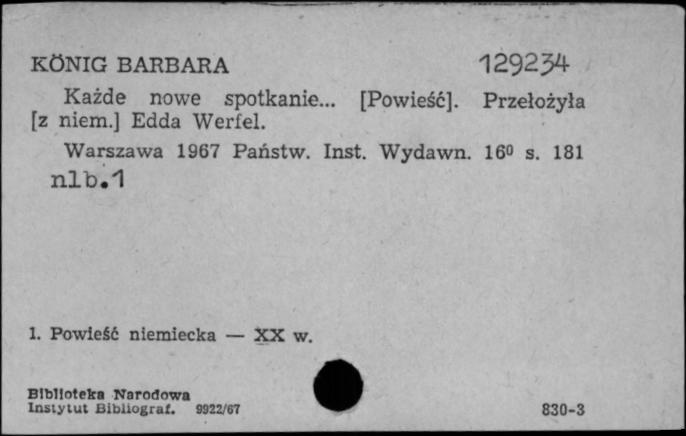 KÖNIG BARBARA 129234
Każde nowe spotkanie... [Powieść]. Przełożyła
[z niem.] Edda Werfel.
Warszawa 1967 Państw. Inst. Wydawn. 16⁰ s. 181
nlb.1
1. Powieść niemiecka — XX w.
Biblioteka Narodowa
Instytut Bibliograf. 9922/67 830-3